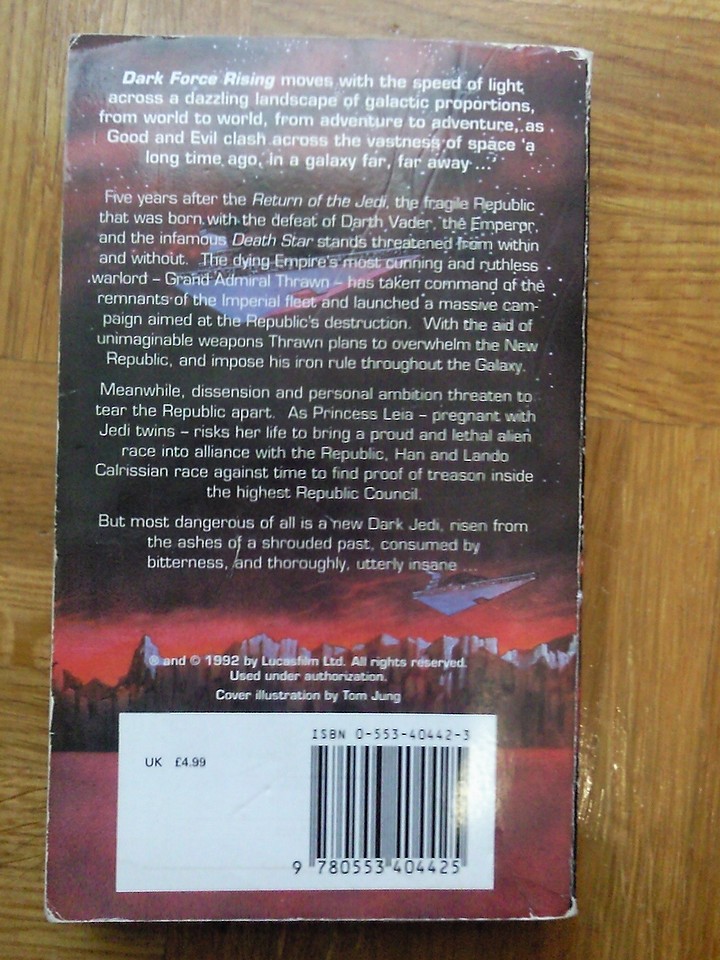 Dark Force Rising moves with the speed of light
across a dazzling landscape of galactic proportions,
from world to world, from adventure to adventure, as
Good and Evil clash across the vastness of space 'a
long time ago, in a galaxy far, far away ...'
Five years after the Return of the Jedi, the fragile Republic
that was born with the defeat of Darth Vader, the Emperor,
and the infamous Death Star stands threatened from within
and without. The dying Empire's most cunning and ruthless
warlord – Grand Admiral Thrawn – has taken command of the
remnants of the Imperial fleet and launched a massive cam-
paign aimed at the Republic's destruction. With the aid of
unimaginable weapons Thrawn plans to overwhelm the New
Republic, and impose his iron rule throughout the Galaxy.
Meanwhile, dissension and personal ambition threaten to
tear the Republic apart. As Princess Leia – pregnant with
Jedi twins – risks her life to bring a proud and lethal alien
race into alliance with the Republic, Han and Lando
Calrissian race against time to find proof of treason inside
the highest Republic Council.
But most dangerous of all is a new Dark Jedi, risen from
the ashes of a shrouded past, consumed by
bitterness, and thoroughly, utterly insane ...
® and © 1992 by Lucasfilm Ltd. All rights reserved.
Used under authorization.
Cover illustration by Tom Jung
ISBN 0-553-40442-3
UK £4.99
9 780553 404425